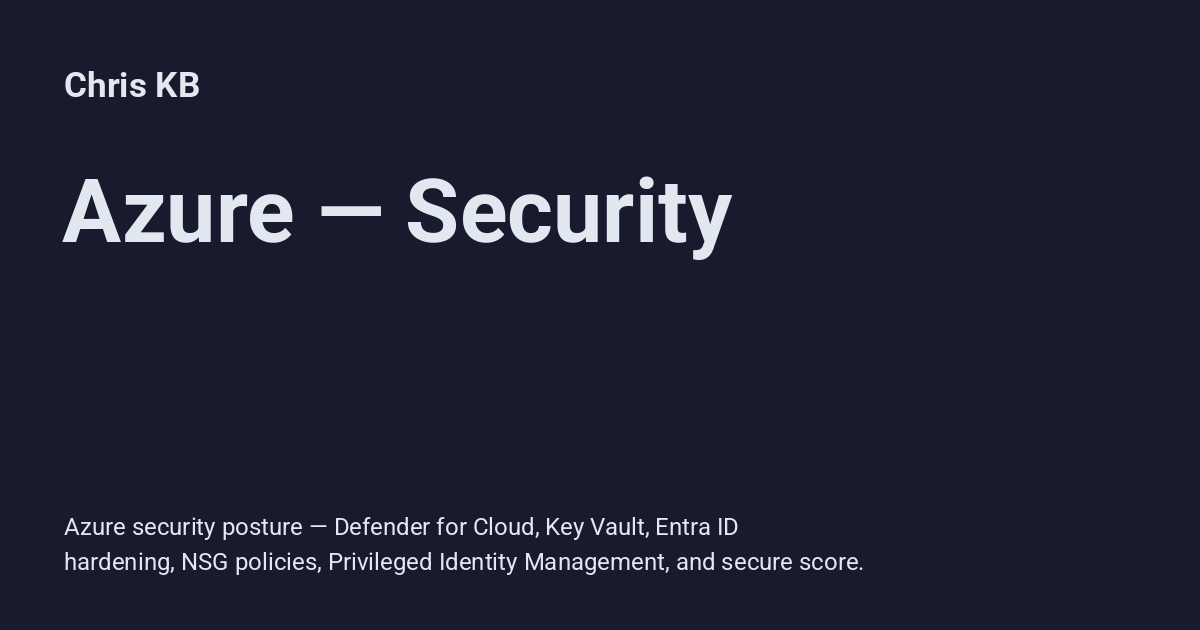 Chris KB
Azure — Security
Azure security posture — Defender for Cloud, Key Vault, Entra ID
hardening, NSG policies, Privileged Identity Management, and secure score.